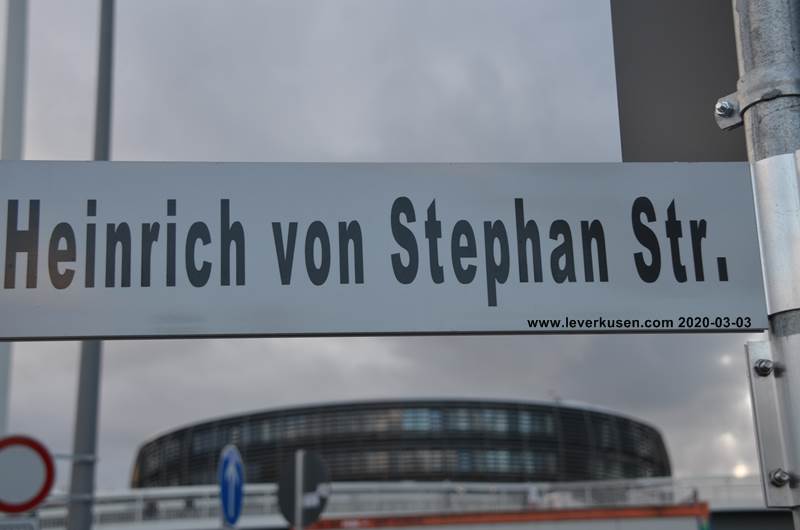 Heinrich von Stephan Str.
www.leverkusen.com 2020-03-03